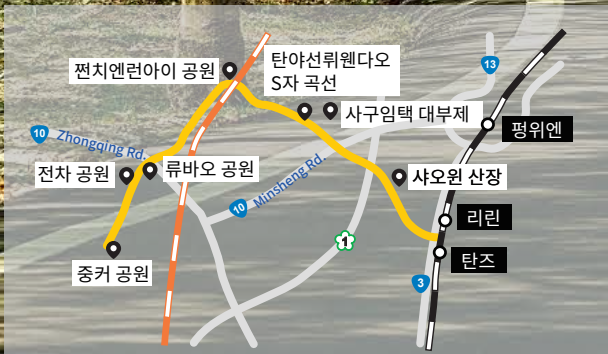 쩐치엔런아이 공원
탄야선뤼웬다오
S자 곡선
13
사구임택 대부제
펑위엔
10
Zhongqing Rd.
전차 공원
류바오 공원
10
Minsheng Rd.
샤오윈 산장
리린
1
중커 공원
탄즈
3